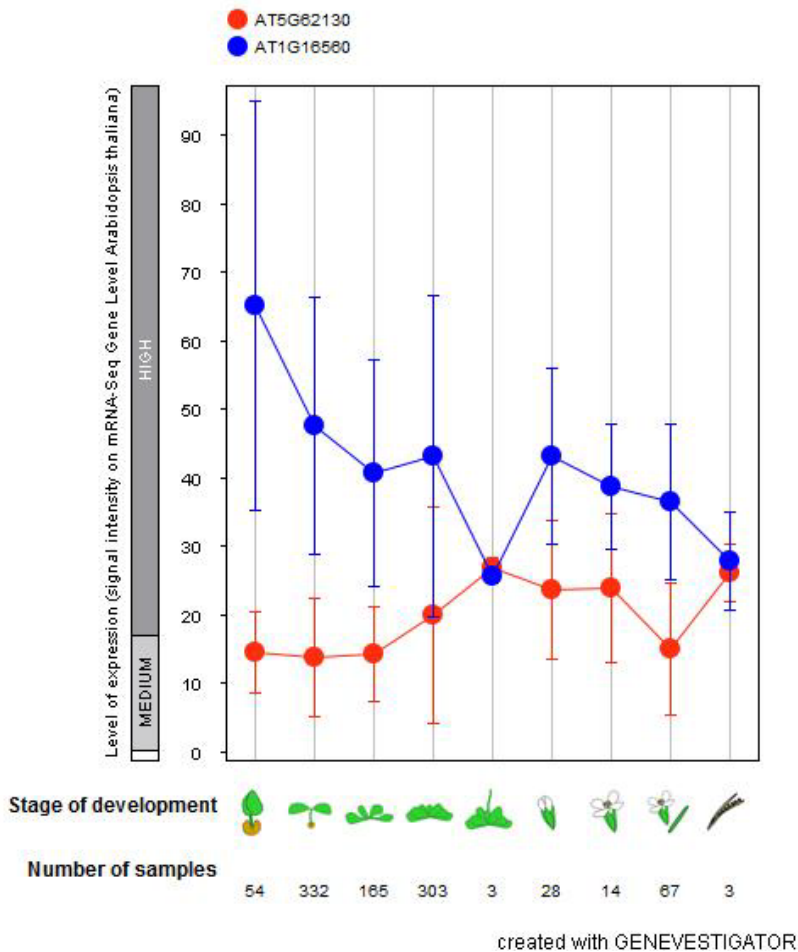 AT5G62130
AT1G16560
Level of expression (signal intensity on mRNA-Seq Gene Level Arabidopsis thaliana)
HIGH
MEDIUM
90
80
70
60
50
40
30
20
10
0
Stage of development
Number of samples
54 332 165 303 3 28 14 67 3
created with GENEVESTIGATOR